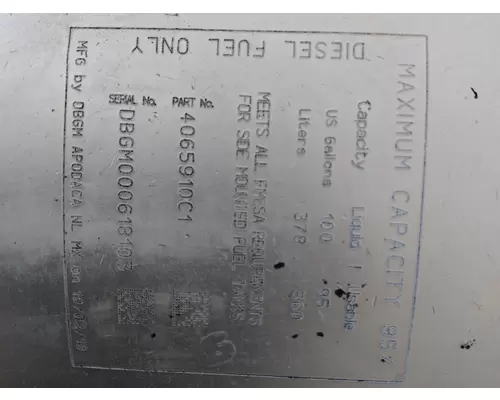 MAXIMUM CAPACITY 95%
Capacity Liquid | Usable
US Gallons 100 95
Liters 378 360
MEETS ALL FMCSA REQUIREMENTS
FOR SIDE MOUNTED FUEL TANKS
PART No.
4065910C1
SERIAL No.
MFG by DBGM APODACA NL MX on
DIESEL FUEL ONLY